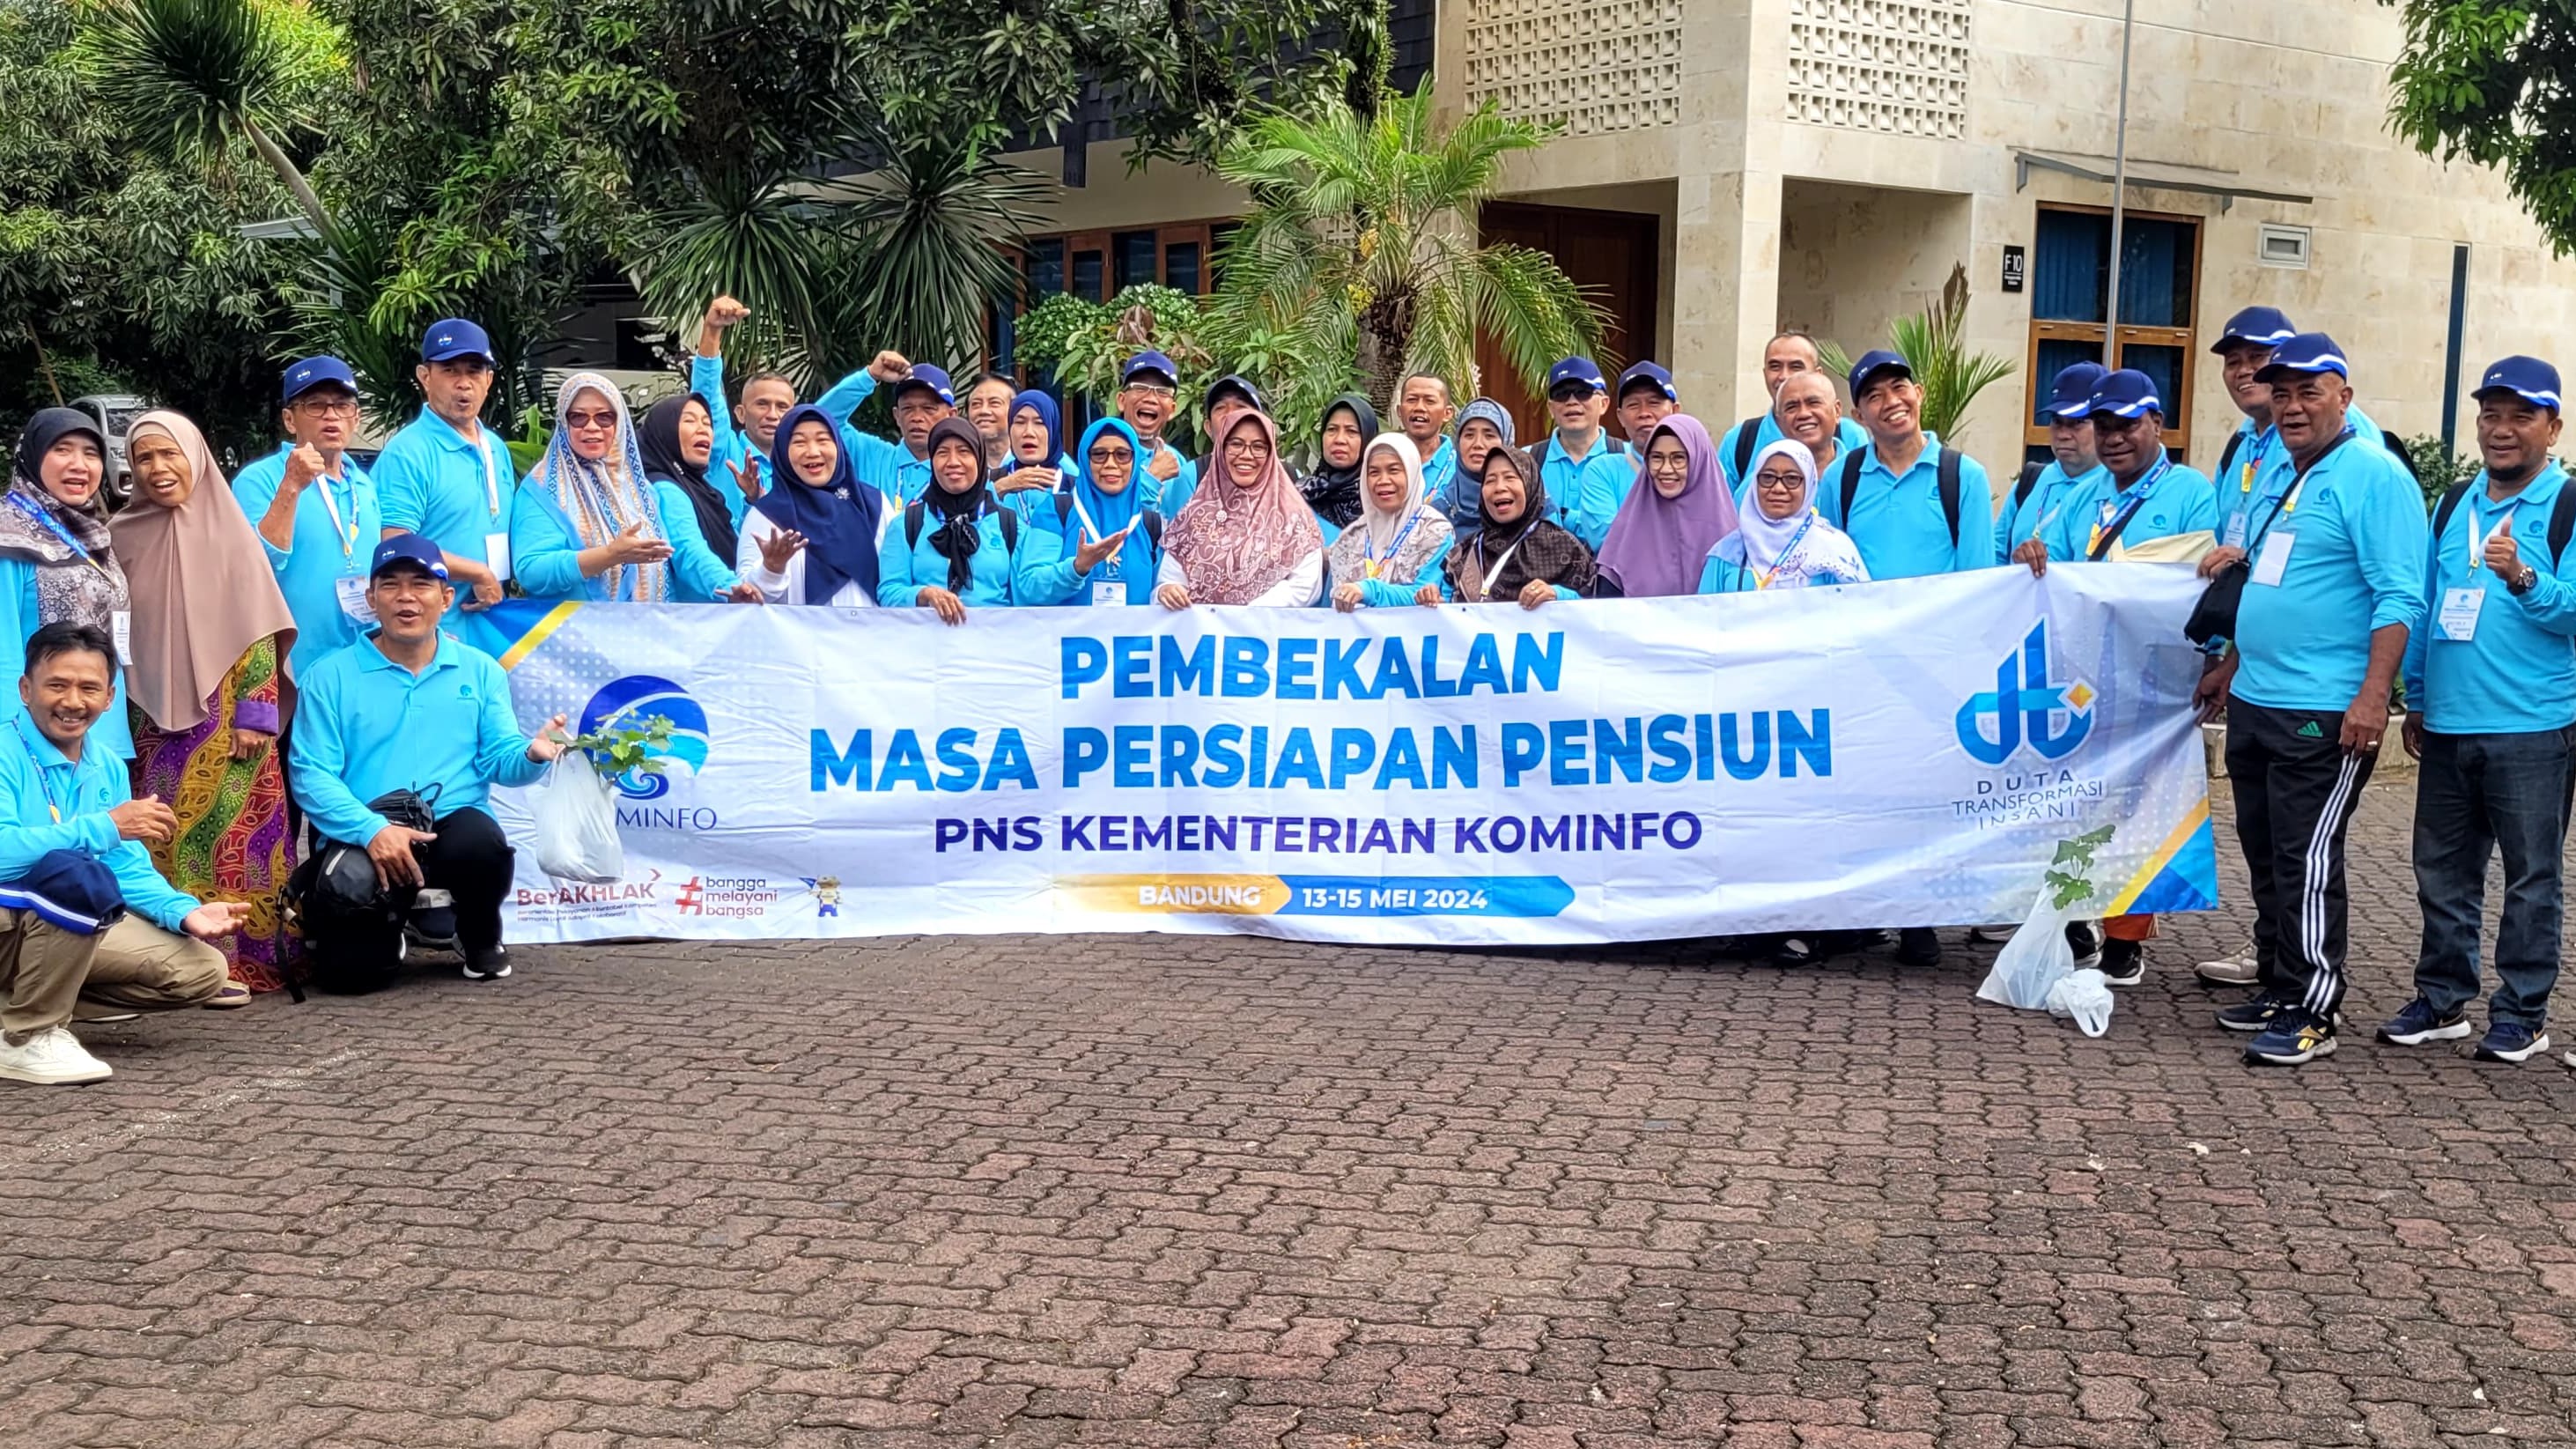 F 10
PEMBEKALAN
MASA PERSIAPAN PENSIUN
PNS KEMENTERIAN KOMINFO
BANDUNG 13-15 MEI 2024
MINFO
BerAKHLAK
#bangga
melayani
bangsa
DUTA
TRANSFORMASI
INSANI